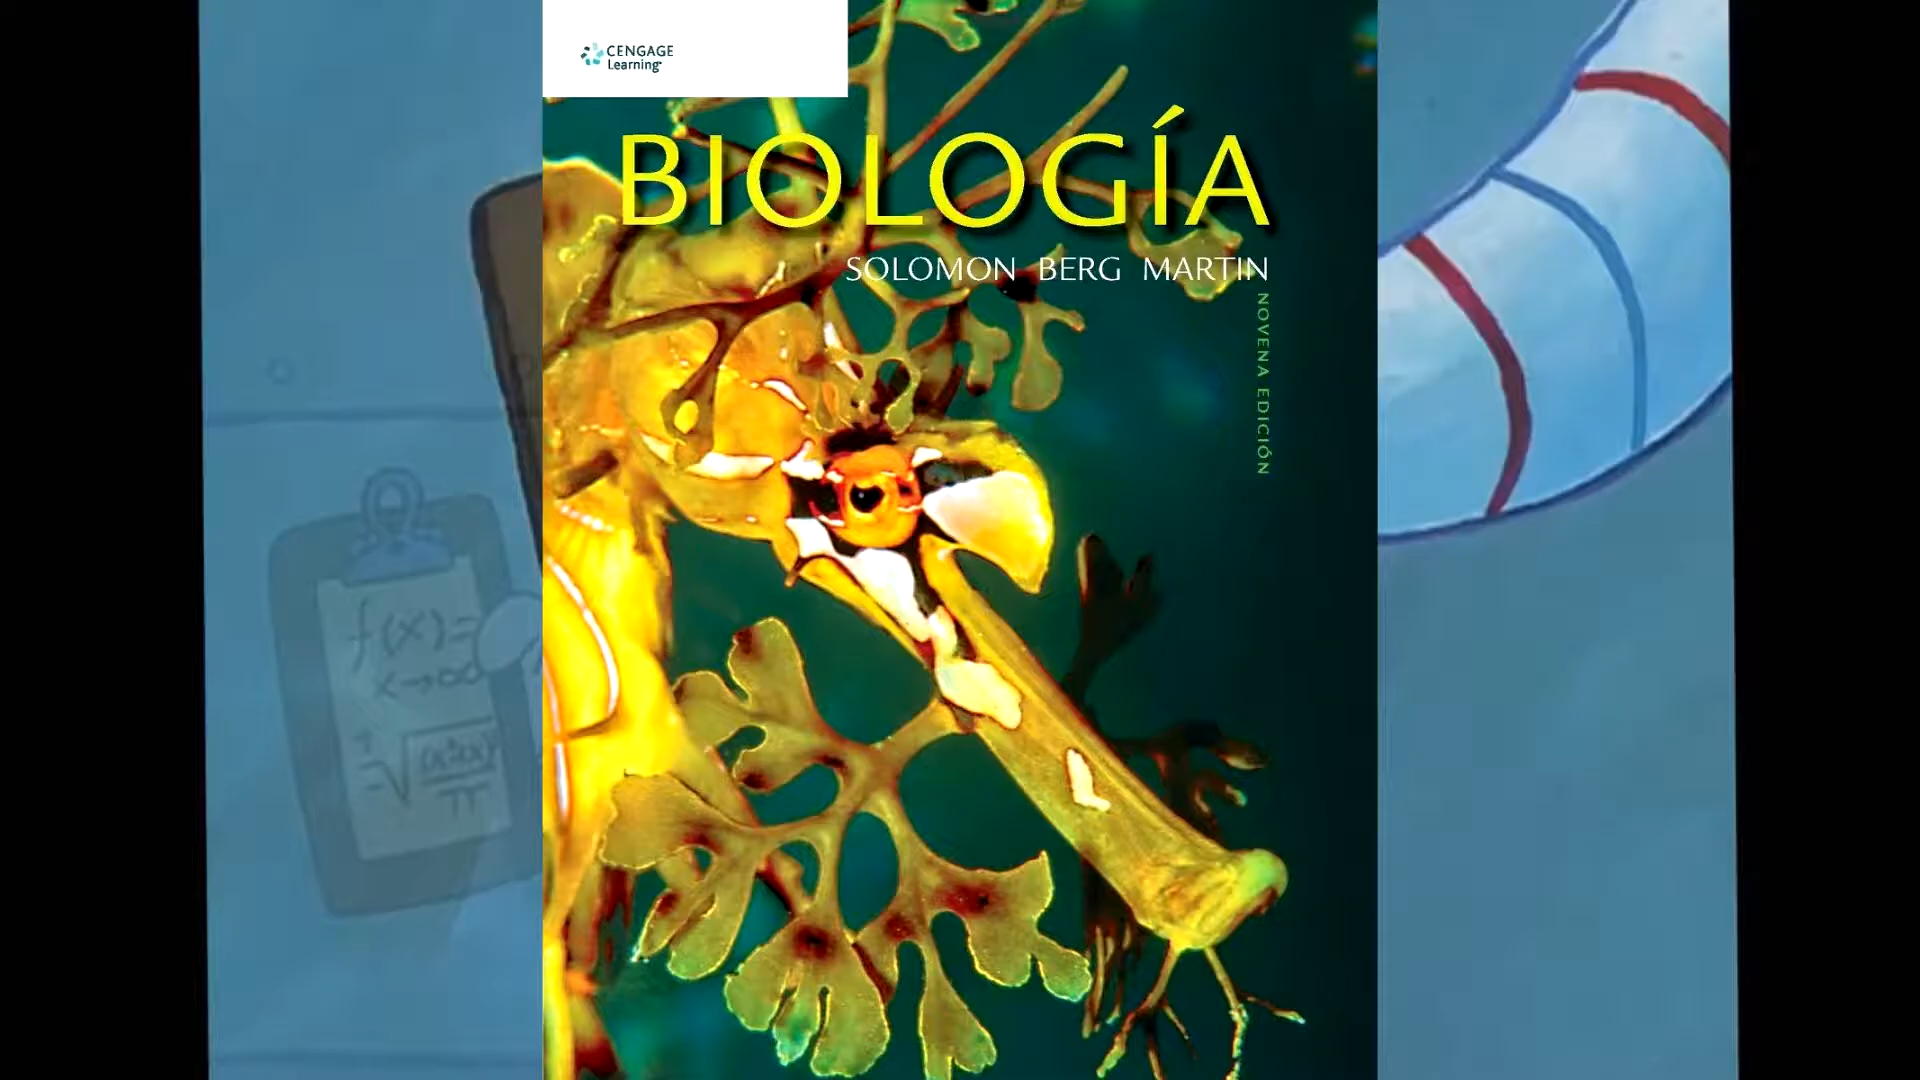 CENGAGE
Learning
BIOLOGÍA
SOLOMON BERG MARTIN
NOVENA EDICIÓN
f(x)=
x→∞